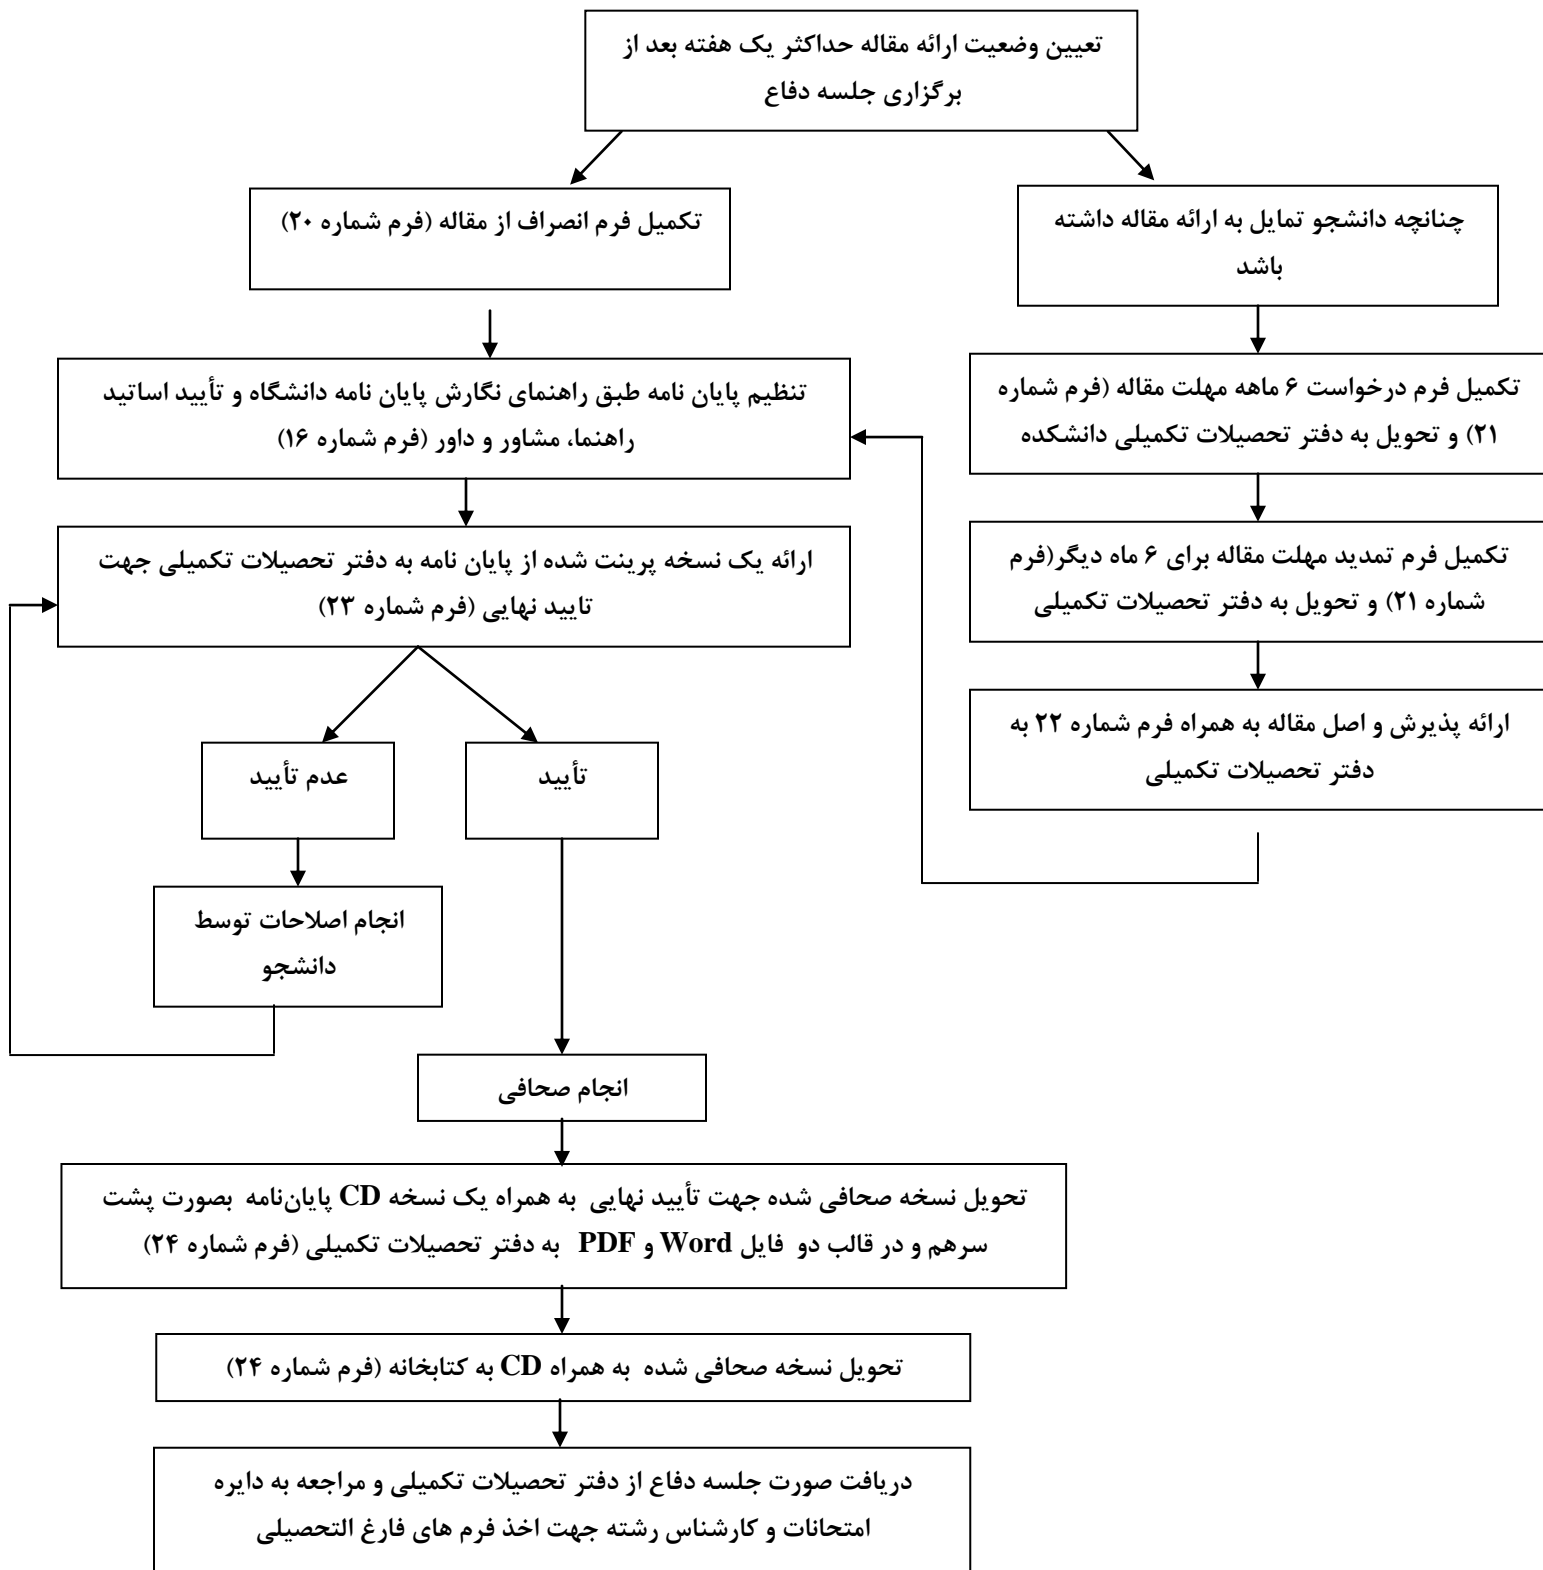 تعیین وضعیت ارائه مقاله حداکثر یک هفته بعد از
برگزاری جلسه دفاع
چنانچه دانشجو تمایل به ارائه مقاله داشته
باشد
تکمیل فرم انصراف از مقاله (فرم شماره ۲۰)
تکمیل فرم درخواست ۶ ماهه مهلت مقاله (فرم شماره
۲۱) و تحویل به دفتر تحصیلات تکمیلی دانشکده
تنظیم پایان نامه طبق راهنمای نگارش پایان نامه دانشگاه و تأیید اساتید
راهنما، مشاور و داور (فرم شماره ۱۶)
تکمیل فرم تمدید مهلت مقاله برای ۶ ماه دیگر(فرم
شماره ۲۱) و تحویل به دفتر تحصیلات تکمیلی
ارائه یک نسخه پرینت شده از پایان نامه به دفتر تحصیلات تکمیلی جهت
تایید نهایی (فرم شماره ۲۳)
ارائه پذیرش و اصل مقاله به همراه فرم شماره ۲۲ به
دفتر تحصیلات تکمیلی
تأیید
عدم تأیید
انجام اصلاحات توسط
دانشجو
انجام صحافی
تحویل نسخه صحافی شده جهت تأیید نهایی به همراه یک نسخه CD پایان‌نامه بصورت پشت
سرهم و در قالب دو فایل Word و PDF به دفتر تحصیلات تکمیلی (فرم شماره ۲۴)
تحویل نسخه صحافی شده به همراه CD به کتابخانه (فرم شماره ۲۴)
دریافت صورت جلسه دفاع از دفتر تحصیلات تکمیلی و مراجعه به دایره
امتحانات و کارشناس رشته جهت اخذ فرم های فارغ التحصیلی